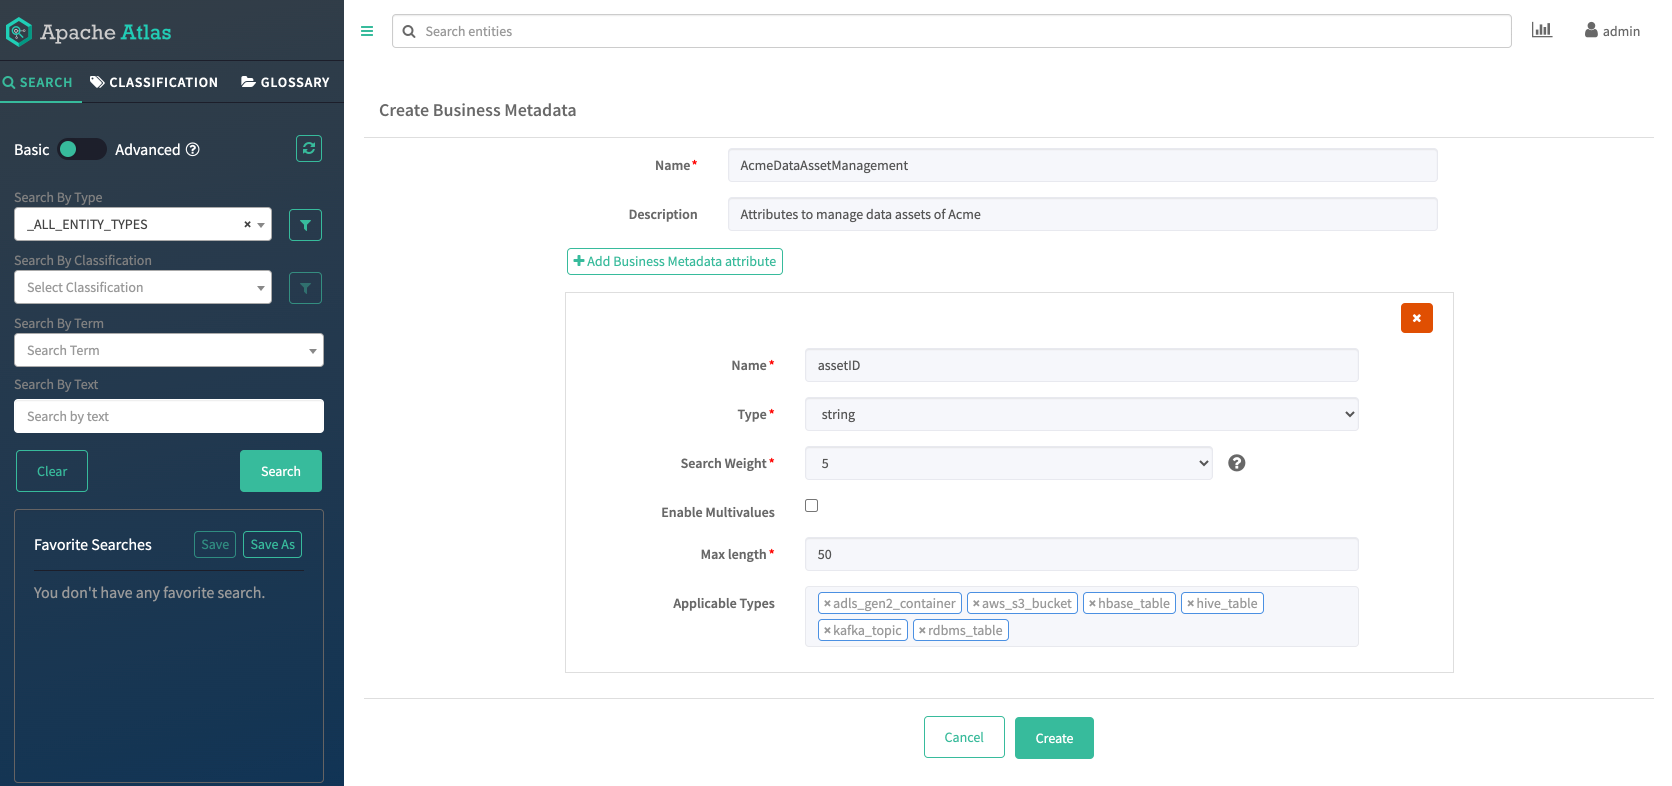 Apache Atlas
SEARCH CLASSIFICATION GLOSSARY
Basic Advanced
Search By Type
_ALL_ENTITY_TYPES ×
Search By Classification
Select Classification
Search By Term
Search Term
Search By Text
Search by text
Clear Search
Favorite Searches Save Save As
You don't have any favorite search.
Search entities
admin
Create Business Metadata
Name* AcmeDataAssetManagement
Description Attributes to manage data assets of Acme
+ Add Business Metadata attribute
×
Name* assetID
Type* string
Search Weight* 5 ?
Enable Multivalues
Max length* 50
Applicable Types ×adls_gen2_container ×aws_s3_bucket ×hbase_table ×hive_table
×kafka_topic ×rdbms_table
Cancel Create